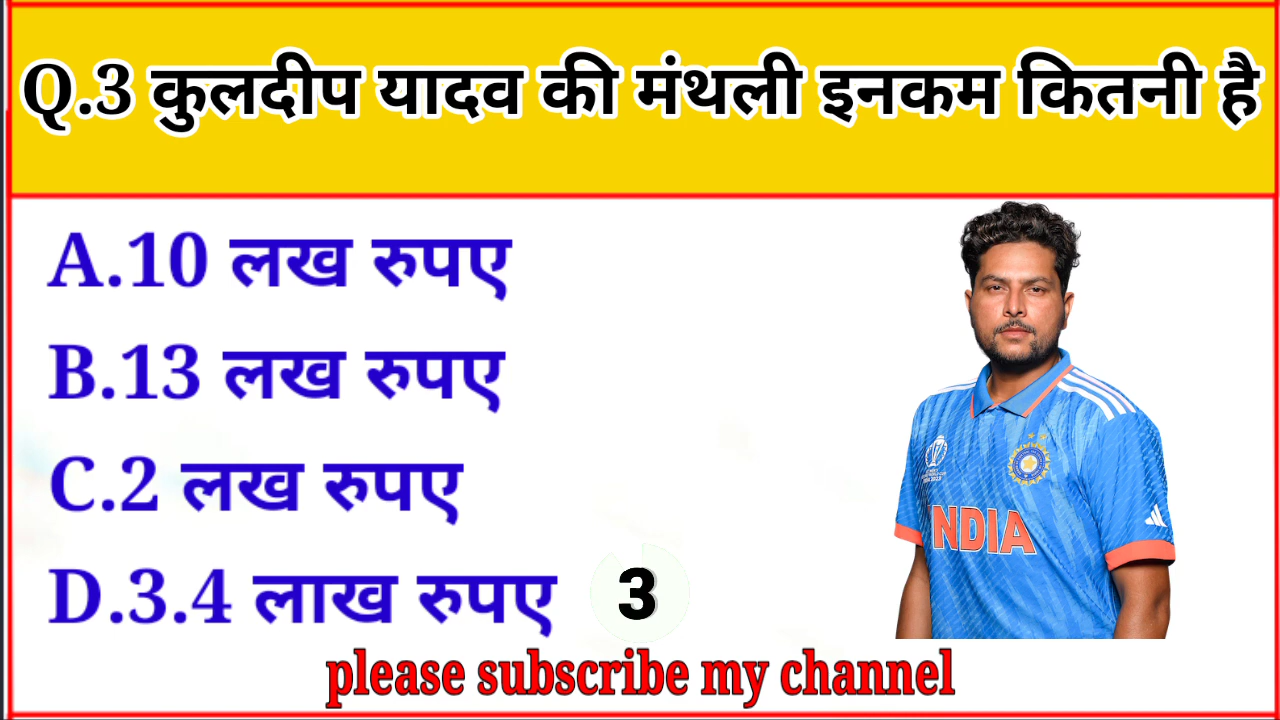 Q.3 कुलदीप यादव की मंथली इनकम कितनी है
A.10 लख रुपए
B.13 लख रुपए
C.2 लख रुपए
D.3.4 लाख रुपए
3
please subscribe my channel
INDIA